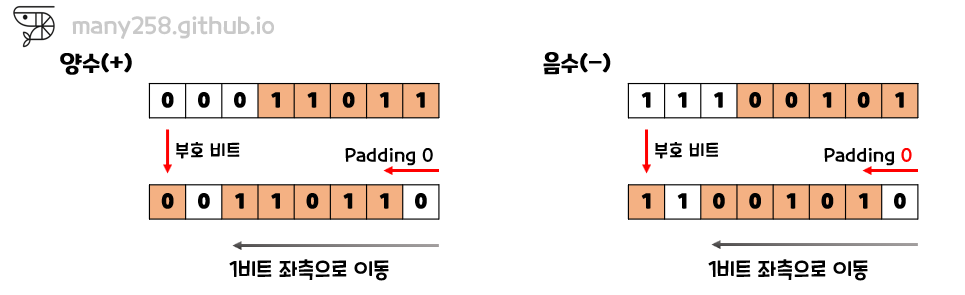 many258.github.io
양수(+)
0 0 0 1 1 0 1 1
부호 비트
Padding 0
0 0 1 1 0 1 1 0
1비트 좌측으로 이동
음수(-)
1 1 1 0 0 1 0 1
부호 비트
Padding 0
1 1 0 0 1 0 1 0
1비트 좌측으로 이동